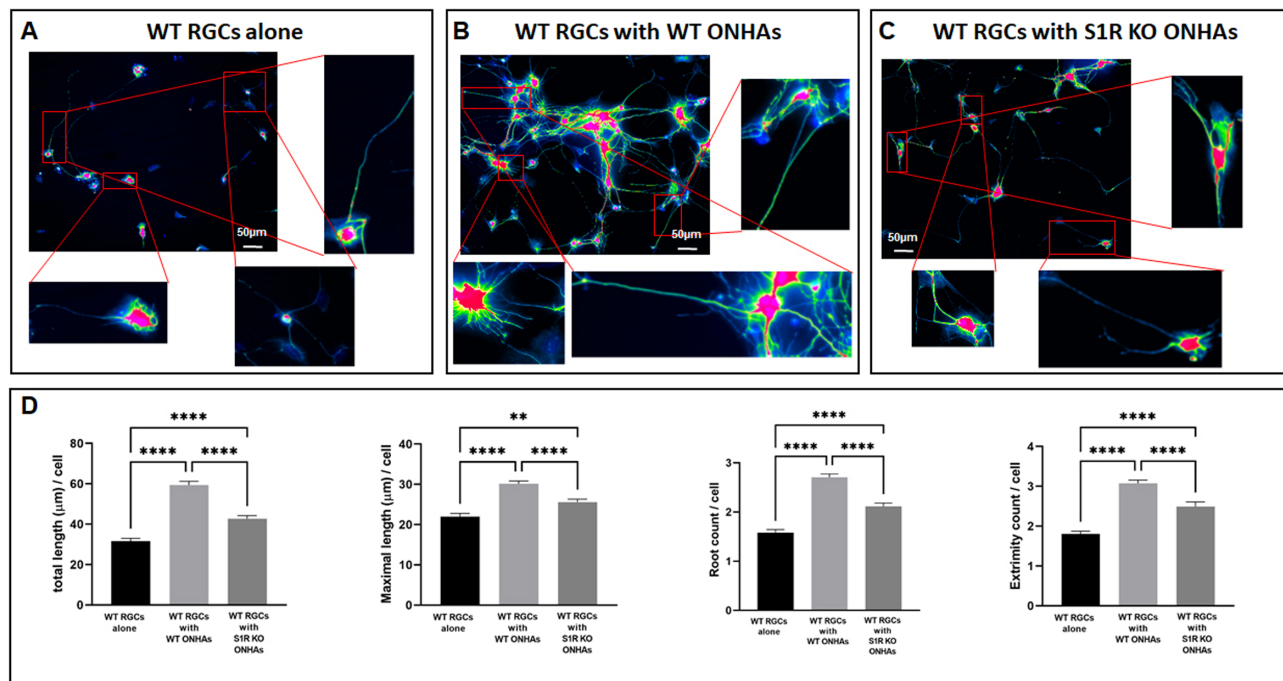 A
WT RGCs alone
50µm
B
WT RGCs with WT ONHAs
50µm
C
WT RGCs with S1R KO ONHAs
50µm
D
total length (µm) / cell
80
60
40
20
0
****
****
****
WT RGCs
alone
WT RGCs
with
WT ONHAs
WT RGCs
with
S1R KO
ONHAs
Maximal length (µm) / cell
40
30
20
10
0
**
****
****
WT RGCs
alone
WT RGCs
with
WT ONHAs
WT RGCs
with
S1R KO
ONHAs
Root count / cell
3
2
1
0
****
****
****
WT RGCs
alone
WT RGCs
with
WT ONHAs
WT RGCs
with
S1R KO
ONHAs
Extrimity count / cell
4
3
2
1
0
****
****
****
WT RGCs
alone
WT RGCs
with
WT ONHAs
WT RGCs
with
S1R KO
ONHAs